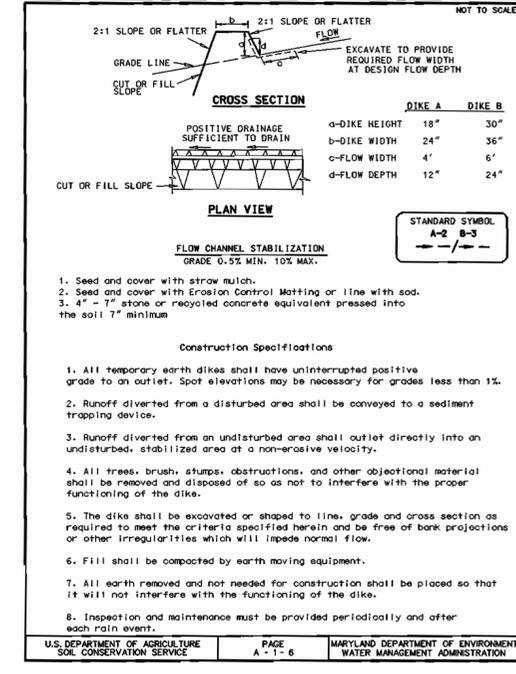 NOT TO SCALE
2:1 SLOPE OR FLATTER
b
2:1 SLOPE OR FLATTER
FLOW
GRADE LINE
a
d
c
EXCAVATE TO PROVIDE
REQUIRED FLOW WIDTH
AT DESIGN FLOW DEPTH
CUT OR FILL
SLOPE
CROSS SECTION
DIKE A DIKE B
a-DIKE HEIGHT 18" 30"
b-DIKE WIDTH 24" 36"
c-FLOW WIDTH 4' 6'
d-FLOW DEPTH 12" 24"
POSITIVE DRAINAGE
SUFFICIENT TO DRAIN
CUT OR FILL SLOPE
PLAN VIEW
STANDARD SYMBOL
A-2 B-3
FLOW CHANNEL STABILIZATION
GRADE 0.5% MIN. 10% MAX.
1. Seed and cover with straw mulch.
2. Seed and cover with Erosion Control Matting or line with sod.
3. 4" - 7" stone or recycled concrete equivalent pressed into
the soil 7" minimum
Construction Specifications
1. All temporary earth dikes shall have uninterrupted positive
grade to an outlet. Spot elevations may be necessary for grades less than 1%.
2. Runoff diverted from a disturbed area shall be conveyed to a sediment
trapping device.
3. Runoff diverted from an undisturbed area shall outlet directly into an
undisturbed, stabilized area at a non-erosive velocity.
4. All trees, brush, stumps, obstructions, and other objectional material
shall be removed and disposed of so as not to interfere with the proper
functioning of the dike.
5. The dike shall be excavated or shaped to line, grade and cross section as
required to meet the criteria specified herein and be free of bank projections
or other irregularities which will impede normal flow.
6. Fill shall be compacted by earth moving equipment.
7. All earth removed and not needed for construction shall be placed so that
it will not interfere with the functioning of the dike.
8. Inspection and maintenance must be provided periodically and after
each rain event.
U.S. DEPARTMENT OF AGRICULTURE
SOIL CONSERVATION SERVICE
PAGE
A - 1 - 6
MARYLAND DEPARTMENT OF ENVIRONMENT
WATER MANAGEMENT ADMINISTRATION